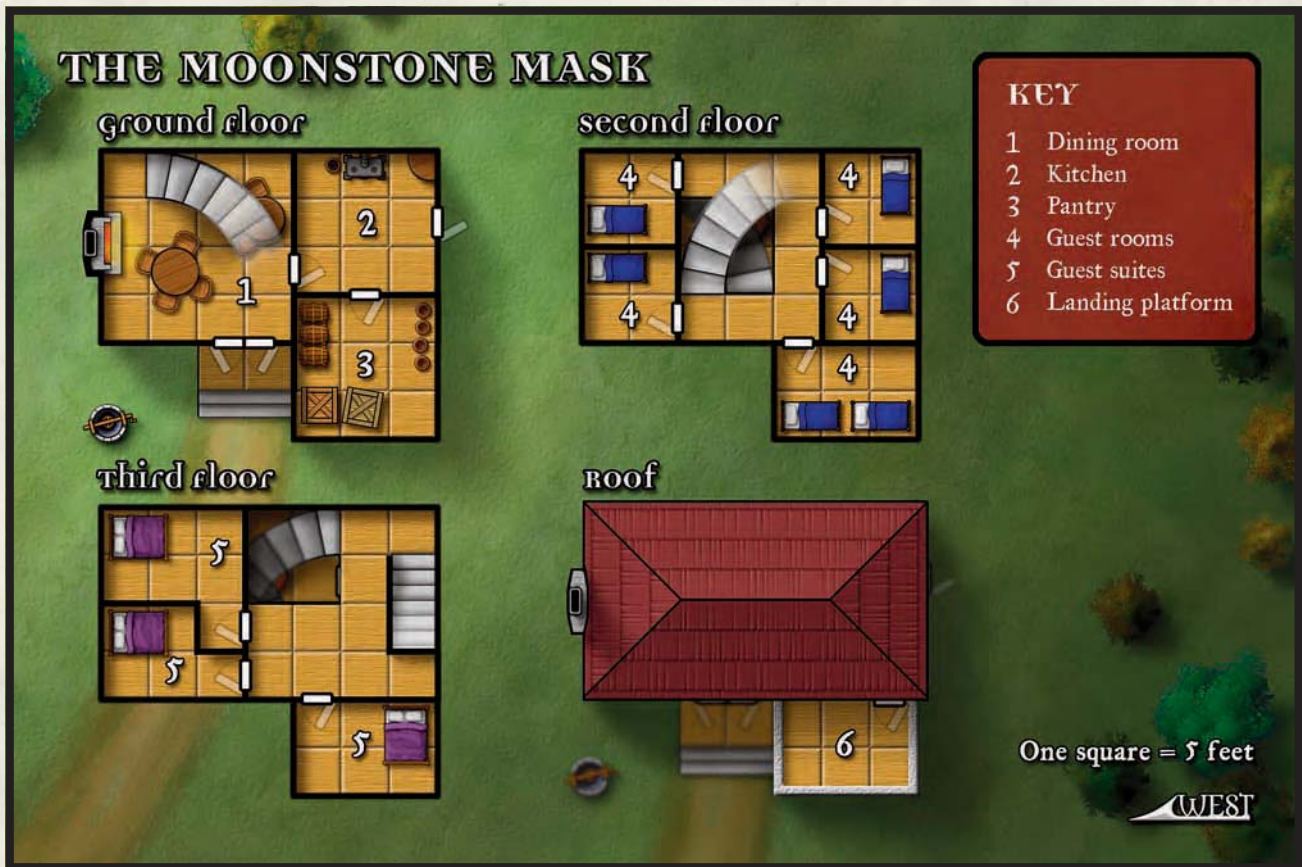 THE MOONSTONE MASK
Ground Floor
4
4
2
1
3
4
4
4
Second Floor
KEY
1 Dining room
2 Kitchen
3 Pantry
4 Guest rooms
5 Guest suites
6 Landing platform
Third Floor
5
5
5
Roof
6
One square = 5 feet
WEST